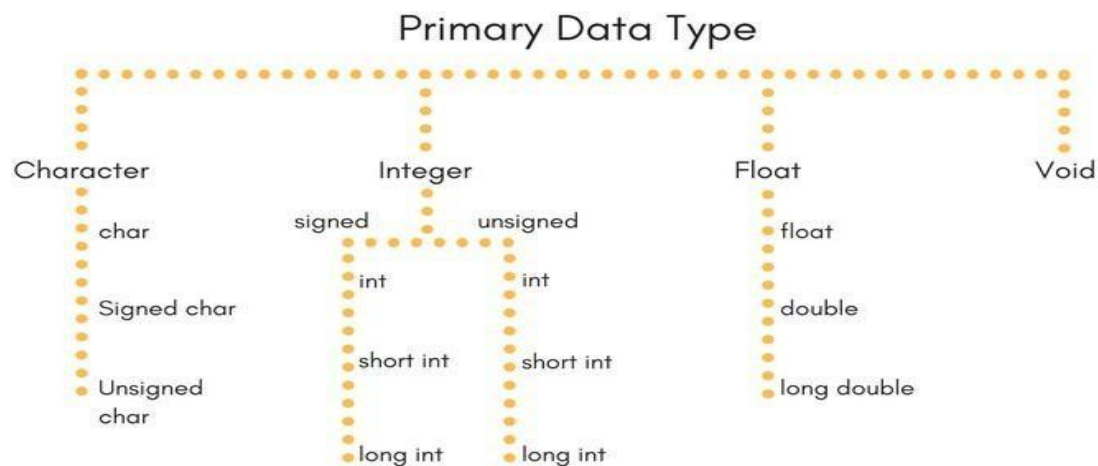 Primary Data Type
Character
Integer
Float
Void
char
Signed char
Unsigned
char
signed
unsigned
int
short int
long int
int
short int
long int
float
double
long double